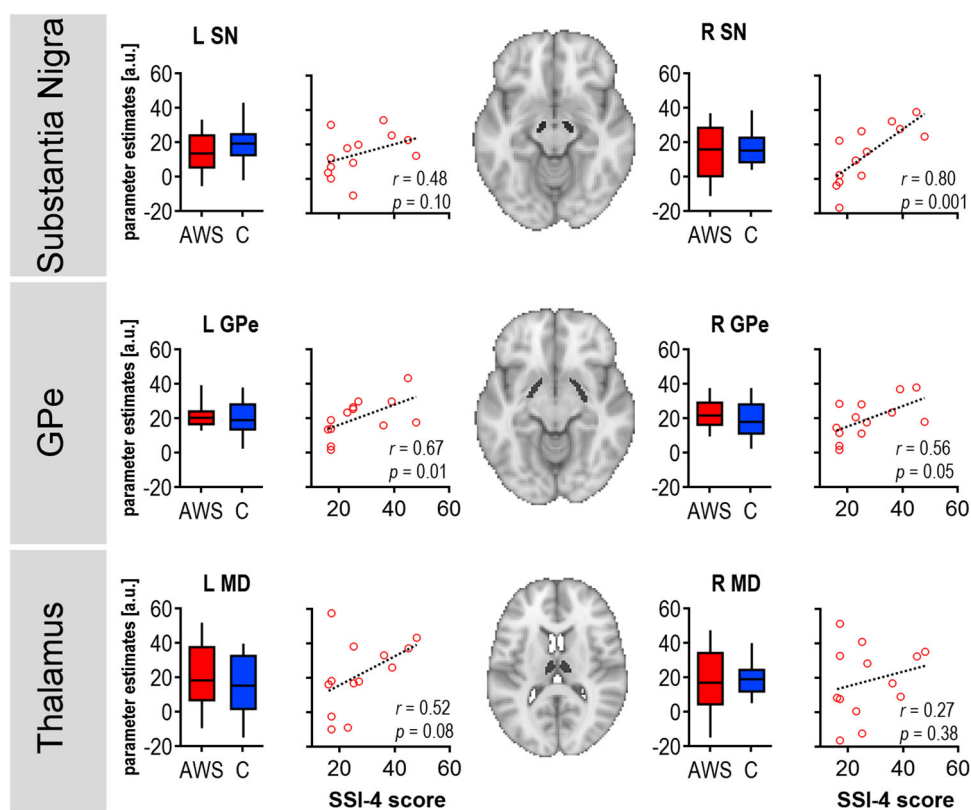 Substantia Nigra
L SN
R SN
parameter estimates [a.u.]
60
40
20
0
-20
AWS C
r = 0.48
p = 0.10
60
40
20
0
-20
AWS C
r = 0.80
p = 0.001
GPe
L GPe
R GPe
parameter estimates [a.u.]
60
40
20
0
-20
AWS C
r = 0.67
p = 0.01
20 40 60
60
40
20
0
-20
AWS C
r = 0.56
p = 0.05
20 40 60
Thalamus
L MD
R MD
parameter estimates [a.u.]
60
40
20
0
-20
AWS C
r = 0.52
p = 0.08
20 40 60
SSI-4 score
60
40
20
0
-20
AWS C
r = 0.27
p = 0.38
20 40 60
SSI-4 score